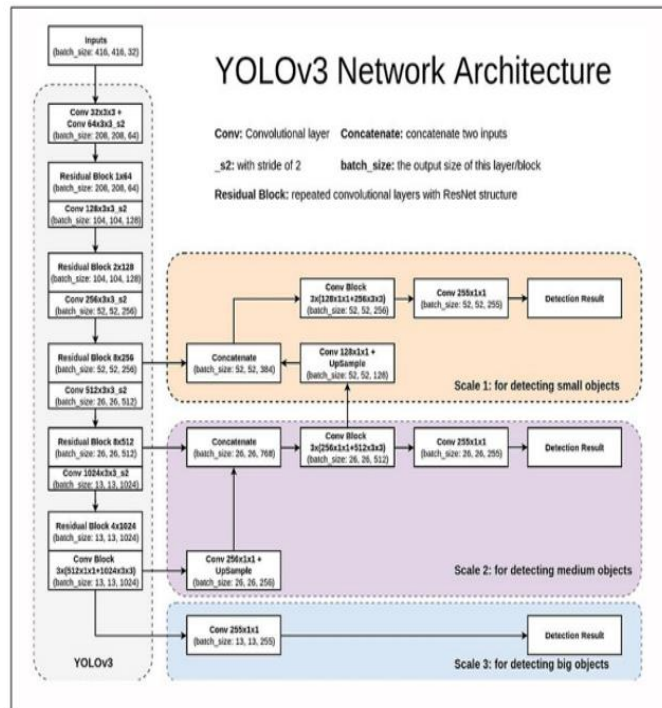 Inputs
(batch_size: 416, 416, 32)
Conv 32x3x3 +
Conv 64x3x3_s2
(batch_size: 208, 208, 64)
Residual Block 1x64
(batch_size: 208, 208, 64)
Conv 128x3x3_s2
(batch_size: 104, 104, 128)
Residual Block 2x128
(batch_size: 104, 104, 128)
Conv 256x3x3_s2
(batch_size: 52, 52, 256)
Residual Block 8x256
(batch_size: 52, 52, 256)
Conv 512x3x3_s2
(batch_size: 26, 26, 512)
Residual Block 8x512
(batch_size: 26, 26, 512)
Conv 1024x3x3_s2
(batch_size: 13, 13, 1024)
Residual Block 4x1024
(batch_size: 13, 13, 1024)
Conv Block
3x(512x1x1+1024x3x3)
(batch_size: 13, 13, 1024)
YOLOv3
YOLOv3 Network Architecture
Conv: Convolutional layer Concatenate: concatenate two inputs
_s2: with stride of 2 batch_size: the output size of this layer/block
Residual Block: repeated convolutional layers with ResNet structure
Conv Block
3x(128x1x1+256x3x3)
(batch_size: 52, 52, 256)
Conv 255x1x1
(batch_size: 52, 52, 255)
Detection Result
Concatenate
(batch_size: 52, 52, 384)
Conv 128x1x1 +
UpSample
(batch_size: 52, 52, 128)
Scale 1: for detecting small objects
Concatenate
(batch_size: 26, 26, 768)
Conv Block
3x(256x1x1+512x3x3)
(batch_size: 26, 26, 512)
Conv 255x1x1
(batch_size: 26, 26, 255)
Detection Result
Conv 256x1x1 +
UpSample
(batch_size: 26, 26, 256)
Scale 2: for detecting medium objects
Conv 255x1x1
(batch_size: 13, 13, 255)
Detection Result
Scale 3: for detecting big objects